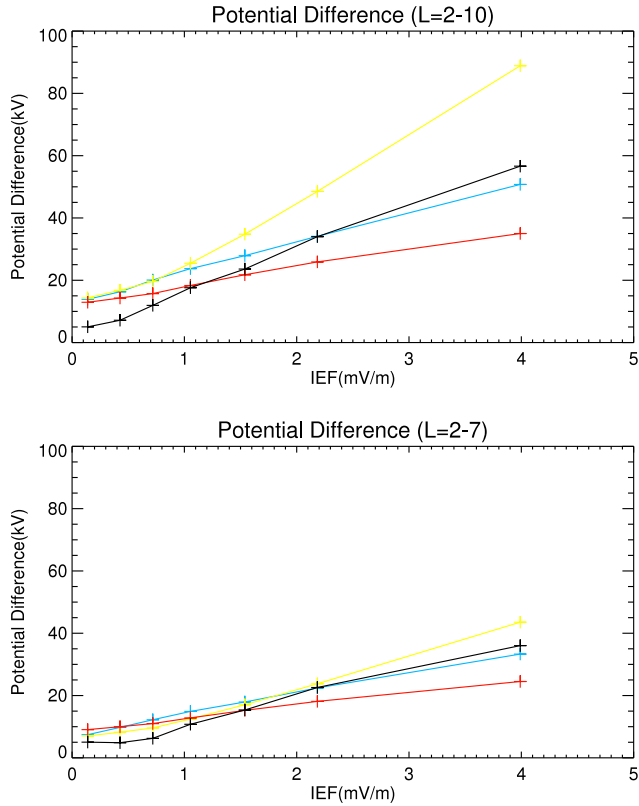 Potential Difference (L=2-10)
100
80
60
40
20
0
Potential Difference(kV)
0 1 2 3 4 5
IEF(mV/m)
Potential Difference (L=2-7)
100
80
60
40
20
0
Potential Difference(kV)
0 1 2 3 4 5
IEF(mV/m)